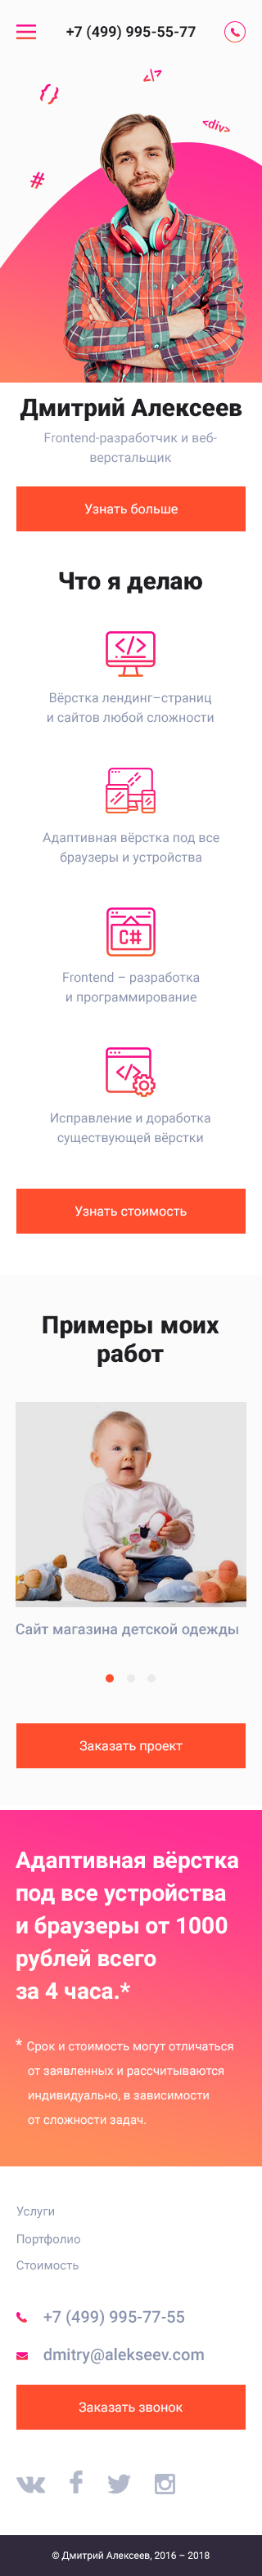 +7 (499) 995-55-77
{}
</>
<div>
#
Дмитрий Алексеев
Frontend-разработчик и веб-
верстальщик
Узнать больше
Что я делаю
Вёрстка лендинг–страниц
и сайтов любой сложности
Адаптивная вёрстка под все
браузеры и устройства
C#
Frontend – разработка
и программирование
Исправление и доработка
существующей вёрстки
Узнать стоимость
Примеры моих
работ
Сайт магазина детской одежды
Заказать проект
Адаптивная вёрстка
под все устройства
и браузеры от 1000
рублей всего
за 4 часа.*
* Срок и стоимость могут отличаться
от заявленных и рассчитываются
индивидуально, в зависимости
от сложности задач.
Услуги
Портфолио
Стоимость
+7 (499) 995-77-55
dmitry@alekseev.com
Заказать звонок
© Дмитрий Алексеев, 2016 – 2018